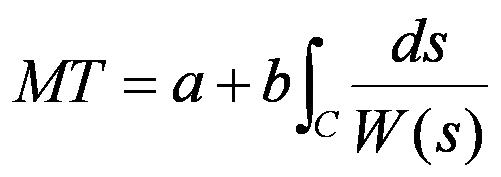 MT = a + b∫_C ds/W(s)